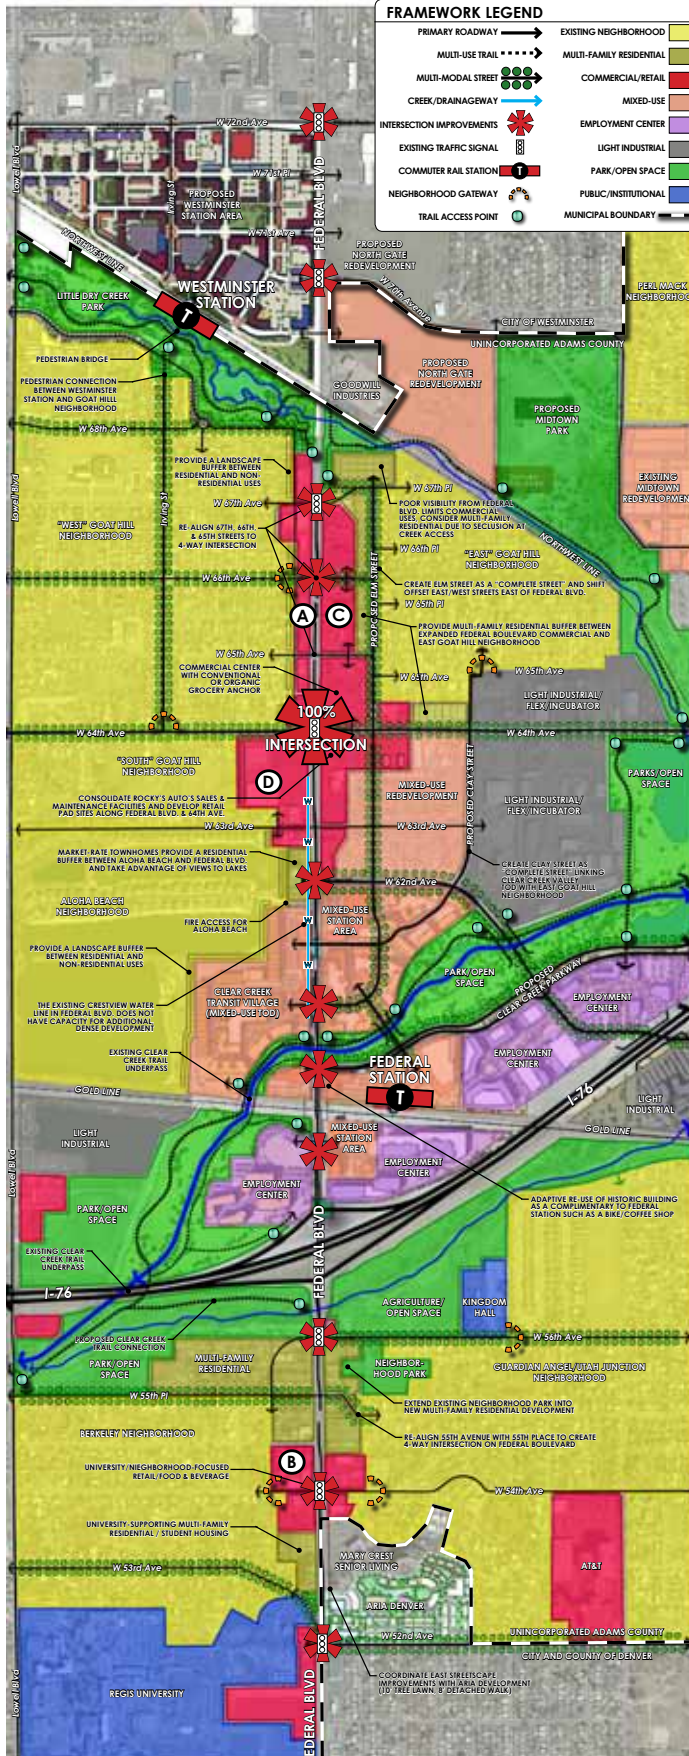 FRAMEWORK LEGEND
PRIMARY ROADWAY
MULTI-USE TRAIL
MULTI-MODAL STREET
CREEK/DRAINAGEWAY
INTERSECTION IMPROVEMENTS
EXISTING TRAFFIC SIGNAL
COMMUTER RAIL STATION
T
NEIGHBORHOOD GATEWAY
TRAIL ACCESS POINT
EXISTING NEIGHBORHOOD
MULTI-FAMILY RESIDENTIAL
COMMERCIAL/RETAIL
MIXED-USE
EMPLOYMENT CENTER
LIGHT INDUSTRIAL
PARK/OPEN SPACE
PUBLIC/INSTITUTIONAL
MUNICIPAL BOUNDARY
W 72nd Ave
Lowell Blvd
Irving St
W 71st Pl
FEDERAL BLVD
PROPOSED
WESTMINSTER
STATION AREA
W 71st Ave
NORTHWEST LINE
PROPOSED
NORTH GATE
REDEVELOPMENT
W 70th Avenue
PERL MACK
NEIGHBORHOOD
WESTMINSTER
STATION
T
LITTLE DRY CREEK
PARK
CITY OF WESTMINSTER
UNINCORPORATED ADAMS COUNTY
PEDESTRIAN BRIDGE
PROPOSED
NORTH GATE
REDEVELOPMENT
GOODWILL
INDUSTRIES
PEDESTRIAN CONNECTION
BETWEEN WESTMINSTER
STATION AND GOAT HILLL
NEIGHBORHOOD
PROPOSED
MIDTOWN
PARK
W 68th Ave
PROVIDE A LANDSCAPE
BUFFER BETWEEN
RESIDENTIAL AND NON-
RESIDENTIAL USES
EXISTING
MIDTOWN
REDEVELOPMENT
Lowell Blvd
Irving St
W 67th Ave
W 67th Pl
POOR VISIBILITY FROM FEDERAL
BLVD. LIMITS COMMERCIAL
USES, CONSIDER MULTI-FAMILY
RESIDENTIAL DUE TO SECLUSION AT
CREEK ACCESS
"WEST" GOAT HILL
NEIGHBORHOOD
RE-ALIGN 67TH, 66TH,
& 65TH STREETS TO
4-WAY INTERSECTION
NORTHWEST LINE
W 66th Pl
"EAST" GOAT HILL
NEIGHBORHOOD
W 66th Ave
CREATE ELM STREET AS A "COMPLETE STREET" AND SHIFT
OFFSET EAST/WEST STREETS EAST OF FEDERAL BLVD.
PROPOSED ELM STREET
W 65th Pl
A
C
PROVIDE MULTI-FAMILY RESIDENTIAL BUFFER BETWEEN
EXPANDED FEDERAL BOULEVARD COMMERCIAL AND
EAST GOAT HILL NEIGHBORHOOD
W 65th Ave
W 65th Ave
W 65th Ave
COMMERCIAL CENTER
WITH CONVENTIONAL
OR ORGANIC
GROCERY ANCHOR
LIGHT INDUSTRIAL/
FLEX/INCUBATOR
100%
INTERSECTION
W 64th Ave
W 64th Ave
"SOUTH" GOAT HILL
NEIGHBORHOOD
D
PROPOSED CLAY STREET
PARKS/OPEN
SPACE
MIXED-USE
REDEVELOPMENT
CONSOLIDATE ROCKY'S AUTO'S SALES &
MAINTENANCE FACILITIES AND DEVELOP RETAIL
PAD SITES ALONG FEDERAL BLVD. & 64TH AVE.
LIGHT INDUSTRIAL/
FLEX/INCUBATOR
W
W 63rd Ave
W 63rd Ave
W
MARKET-RATE TOWNHOMES PROVIDE A RESIDENTIAL
BUFFER BETWEEN ALOHA BEACH AND FEDERAL BLVD.
AND TAKE ADVANTAGE OF VIEWS TO LAKES
CREATE CLAY STREET AS
"COMPLETE STREET" LINKING
CLEAR CREEK VALLEY
TOD WITH EAST GOAT HILL
NEIGHBORHOOD
W 62nd Ave
ALOHA BEACH
NEIGHBORHOOD
FIRE ACCESS FOR
ALOHA BEACH
W
MIXED-USE
STATION
AREA
PROVIDE A LANDSCAPE BUFFER
BETWEEN RESIDENTIAL AND
NON-RESIDENTIAL USES
W
PARK/OPEN
SPACE
PROPOSED
CLEAR CREEK PARKWAY
CLEAR CREEK
TRANSIT VILLAGE
(MIXED-USE TOD)
EMPLOYMENT
CENTER
THE EXISTING CRESTVIEW WATER
LINE IN FEDERAL BLVD. DOES NOT
HAVE CAPACITY FOR ADDITIONAL
DENSE DEVELOPMENT
EXISTING CLEAR
CREEK TRAIL
UNDERPASS
FEDERAL
STATION
T
EMPLOYMENT
CENTER
GOLD LINE
I-76
LIGHT
INDUSTRIAL
GOLD LINE
LIGHT
INDUSTRIAL
MIXED-USE
STATION
AREA
EMPLOYMENT
CENTER
EMPLOYMENT
CENTER
Lowell Blvd
ADAPTIVE RE-USE OF HISTORIC BUILDING
AS A COMPLIMENTARY TO FEDERAL
STATION SUCH AS A BIKE/COFFEE SHOP
PARK/OPEN
SPACE
FEDERAL BLVD
EXISTING CLEAR
CREEK TRAIL
UNDERPASS
I-76
AGRICULTURE/
OPEN SPACE
KINGDOM
HALL
PROPOSED CLEAR CREEK
TRAIL CONNECTION
W 56th Ave
PARK/OPEN
SPACE
MULTI-FAMILY
RESIDENTIAL
NEIGHBOR-
HOOD PARK
GUARDIAN ANGEL/UTAH JUNCTION
NEIGHBORHOOD
W 55th Pl
EXTEND EXISTING NEIGHBORHOOD PARK INTO
NEW MULTI-FAMILY RESIDENTIAL DEVELOPMENT
BERKELEY NEIGHBORHOOD
RE-ALIGN 55TH AVENUE WITH 55TH PLACE TO CREATE
4-WAY INTERSECTION ON FEDERAL BOULEVARD
B
UNIVERSITY/NIEGHBORHOOD-FOCUSED
RETAIL/FOOD & BEVERAGE
W 54th Ave
UNIVERSITY-SUPPORTING MULTI-FAMILY
RESIDENTIAL / STUDENT HOUSING
MARY CREST
SENIOR LIVING
W 53rd Ave
AT&T
ARIA DENVER
UNINCORPORATED ADAMS COUNTY
W 52nd Ave
CITY AND COUNTY OF DENVER
FEDERAL BLVD
REGIS UNIVERSITY
Lowell Blvd
COORDINATE EAST STREETSCAPE
IMPROVEMENTS WITH ARIA DEVELOPMENT
(10' TREE LAWN, 8' DETACHED WALK)